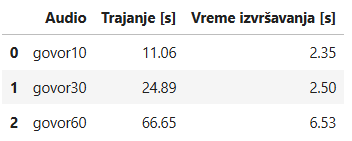 Audio Trajanje [s] Vreme izvršavanja [s]
0 govor10 11.06 2.35
1 govor30 24.89 2.50
2 govor60 66.65 6.53